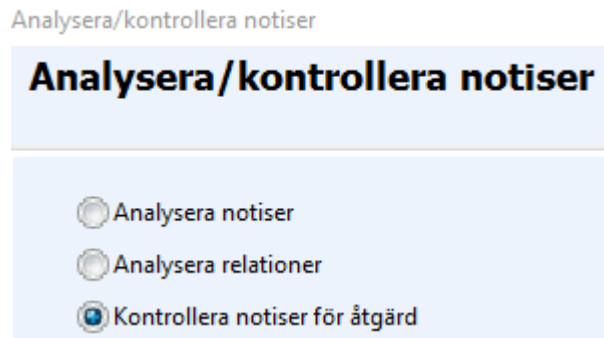 Analysera/kontrollera notiser
Analysera/kontrollera notiser
Analysera notiser
Analysera relationer
Kontrollera notiser för åtgärd